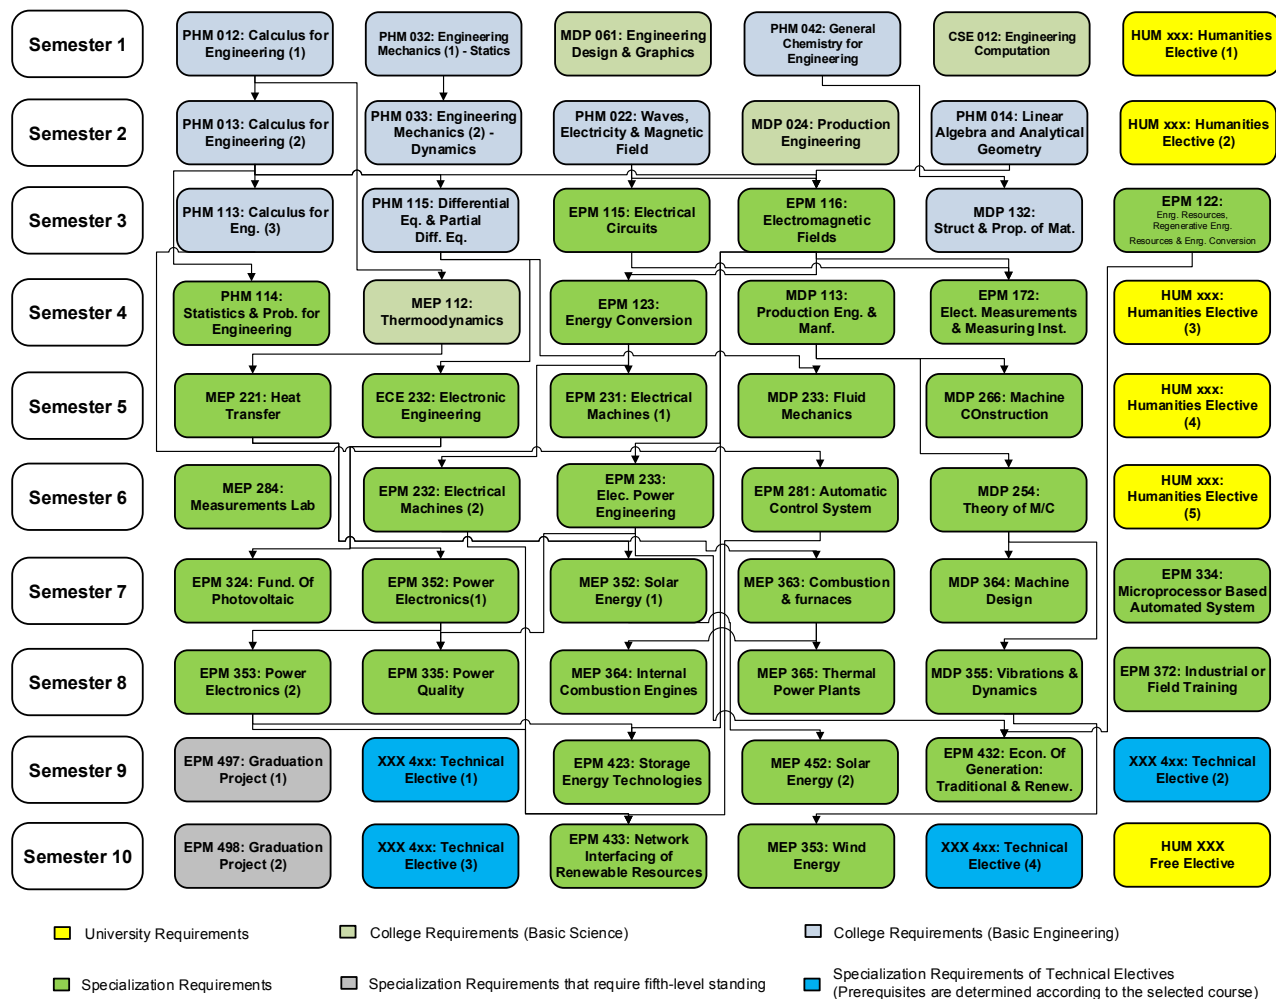 Semester 1
PHM 012: Calculus for
Engineering (1)
PHM 032: Engineering
Mechanics (1) - Statics
MDP 061: Engineering
Design & Graphics
PHM 042: General
Chemistry for
Engineering
CSE 012: Engineering
Computation
HUM xxx: Humanities
Elective (1)
Semester 2
PHM 013: Calculus for
Engineering (2)
PHM 033: Engineering
Mechanics (2) -
Dynamics
PHM 022: Waves,
Electricity & Magnetic
Field
MDP 024: Production
Engineering
PHM 014: Linear
Algebra and Analytical
Geometry
HUM xxx: Humanities
Elective (2)
Semester 3
PHM 113: Calculus for
Eng. (3)
PHM 115: Differential
Eq. & Partial
Diff. Eq.
EPM 115: Electrical
Circuits
EPM 116:
Electromagnetic
Fields
MDP 132:
Struct & Prop. of Mat.
EPM 122:
Enrg. Resources,
Regenerative Enrg.
Resources & Enrg. Conversion
Semester 4
PHM 114:
Statistics & Prob. for
Engineering
MEP 112:
Thermoodynamics
EPM 123:
Energy Conversion
MDP 113:
Production Eng. &
Manf.
EPM 172:
Elect. Measurements
& Measuring Inst.
HUM xxx:
Humanities Elective
(3)
Semester 5
MEP 221: Heat
Transfer
ECE 232: Electronic
Engineering
EPM 231: Electrical
Machines (1)
MDP 233: Fluid
Mechanics
MDP 266: Machine
COnstruction
HUM xxx:
Humanities Elective
(4)
Semester 6
MEP 284:
Measurements Lab
EPM 232: Electrical
Machines (2)
EPM 233:
Elec. Power
Engineering
EPM 281: Automatic
Control System
MDP 254:
Theory of M/C
HUM xxx:
Humanities Elective
(5)
Semester 7
EPM 324: Fund. Of
Photovoltaic
EPM 352: Power
Electronics(1)
MEP 352: Solar
Energy (1)
MEP 363: Combustion
& furnaces
MDP 364: Machine
Design
EPM 334:
Microprocessor Based
Automated System
Semester 8
EPM 353: Power
Electronics (2)
EPM 335: Power
Quality
MEP 364: Internal
Combustion Engines
MEP 365: Thermal
Power Plants
MDP 355: Vibrations &
Dynamics
EPM 372: Industrial or
Field Training
Semester 9
EPM 497: Graduation
Project (1)
XXX 4xx: Technical
Elective (1)
EPM 423: Storage
Energy Technologies
MEP 452: Solar
Energy (2)
EPM 432: Econ. Of
Generation:
Traditional & Renew.
XXX 4xx: Technical
Elective (2)
Semester 10
EPM 498: Graduation
Project (2)
XXX 4xx: Technical
Elective (3)
EPM 433: Network
Interfacing of
Renewable Resources
MEP 353: Wind
Energy
XXX 4xx: Technical
Elective (4)
HUM XXX
Free Elective
University Requirements
College Requirements (Basic Science)
College Requirements (Basic Engineering)
Specialization Requirements
Specialization Requirements that require fifth-level standing
Specialization Requirements of Technical Electives
(Prerequisites are determined according to the selected course)